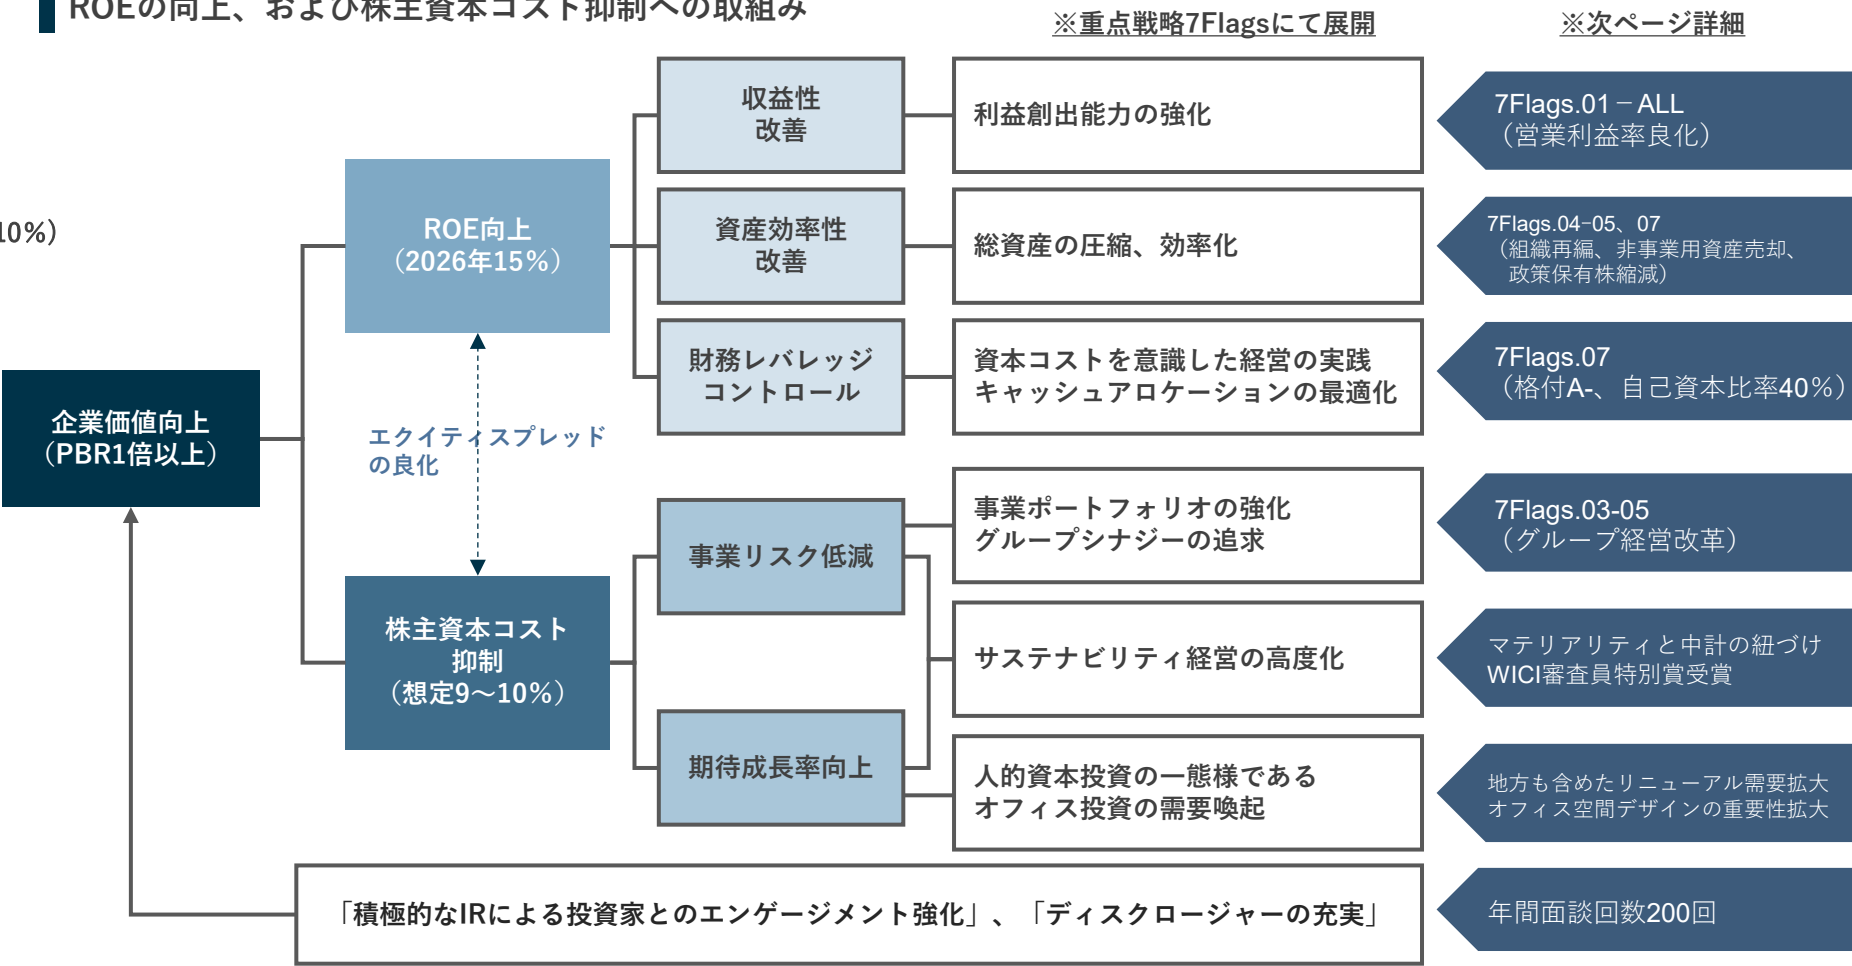 ROEの向上、および株主資本コスト抑制への取組み
※重点戦略7Flagsにて展開
※次ページ詳細
10%)
企業価値向上
（PBR1倍以上）
ROE向上
（2026年15%）
エクイティスプレッド
の良化
株主資本コスト
抑制
（想定9～10%）
収益性
改善
利益創出能力の強化
7Flags.01－ALL
（営業利益率良化）
資産効率性
改善
総資産の圧縮、効率化
7Flags.04-05、07
（組織再編、非事業用資産売却、
政策保有株縮減）
財務レバレッジ
コントロール
資本コストを意識した経営の実践
キャッシュアロケーションの最適化
7Flags.07
（格付A-、自己資本比率40%）
事業リスク低減
事業ポートフォリオの強化
グループシナジーの追求
7Flags.03-05
（グループ経営改革）
サステナビリティ経営の高度化
マテリアリティと中計の紐づけ
WICI審査員特別賞受賞
期待成長率向上
人的資本投資の一態様である
オフィス投資の需要喚起
地方も含めたリニューアル需要拡大
オフィス空間デザインの重要性拡大
「積極的なIRによる投資家とのエンゲージメント強化」、「ディスクロージャーの充実」
年間面談回数200回